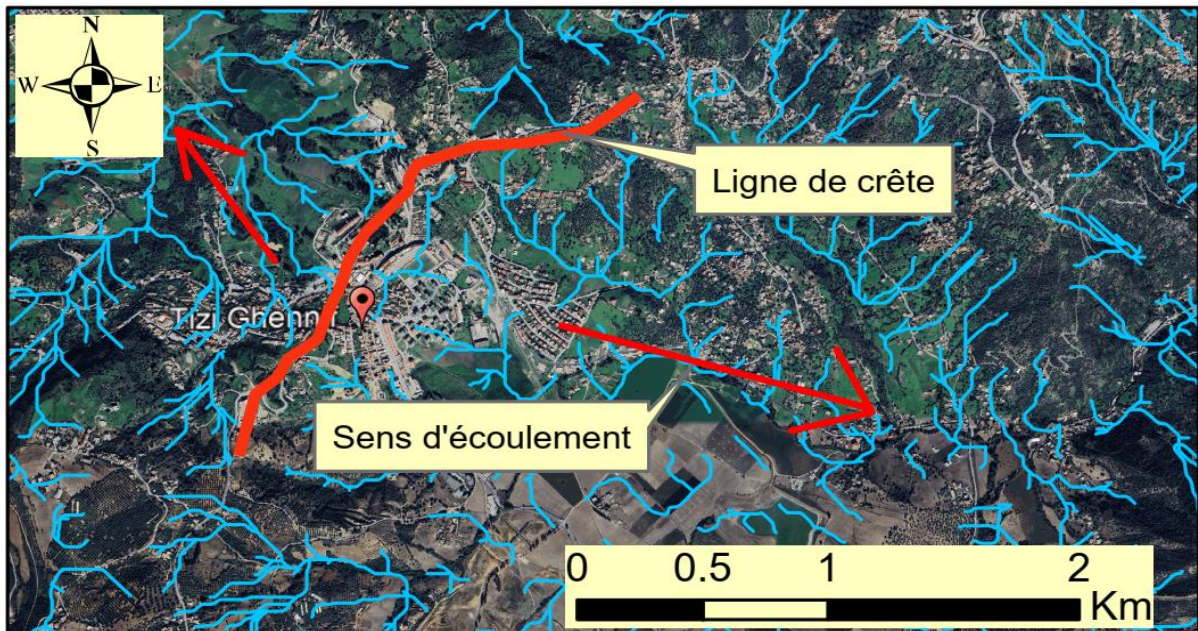 N
W E
S
Ligne de crête
Tizi Ghenn
Sens d'écoulement
0 0.5 1 2
Km